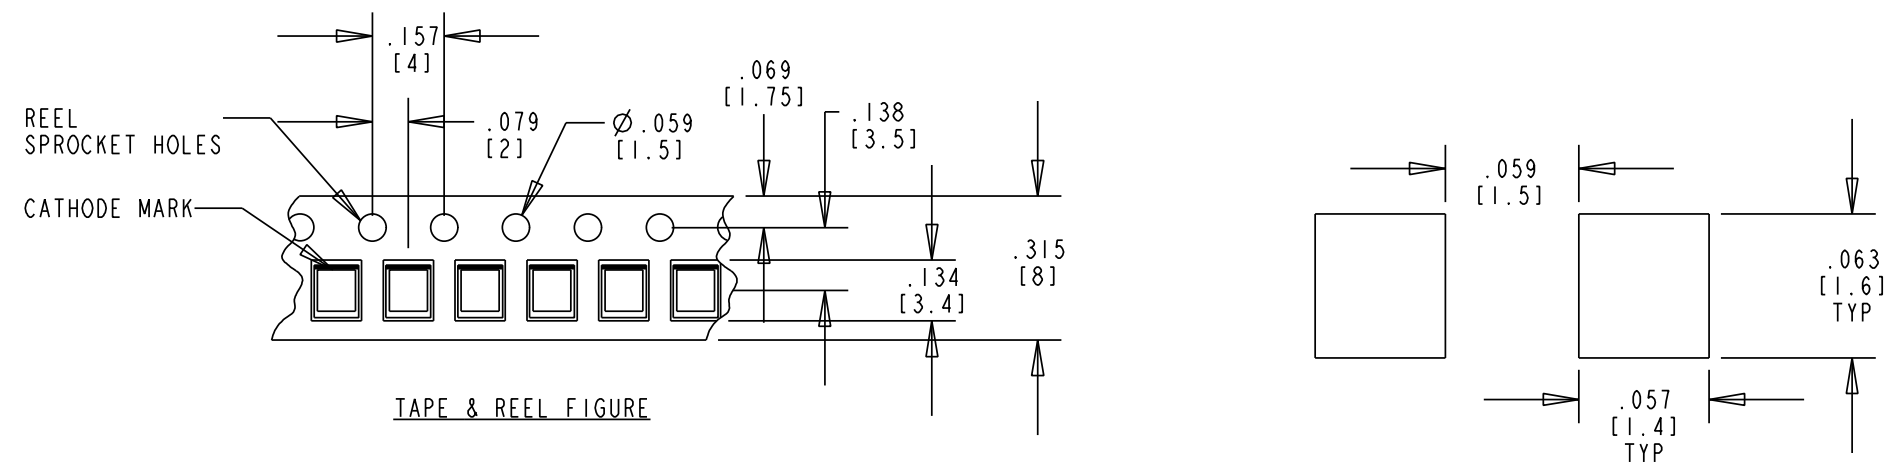 .157
[4]
.069
[1.75]
.138
[3.5]
REEL
SPROCKET HOLES
.079
[2]
Ø.059
[1.5]
CATHODE MARK
.315
[8]
.134
[3.4]
TAPE & REEL FIGURE
.059
[1.5]
.063
[1.6]
TYP
.057
[1.4]
TYP